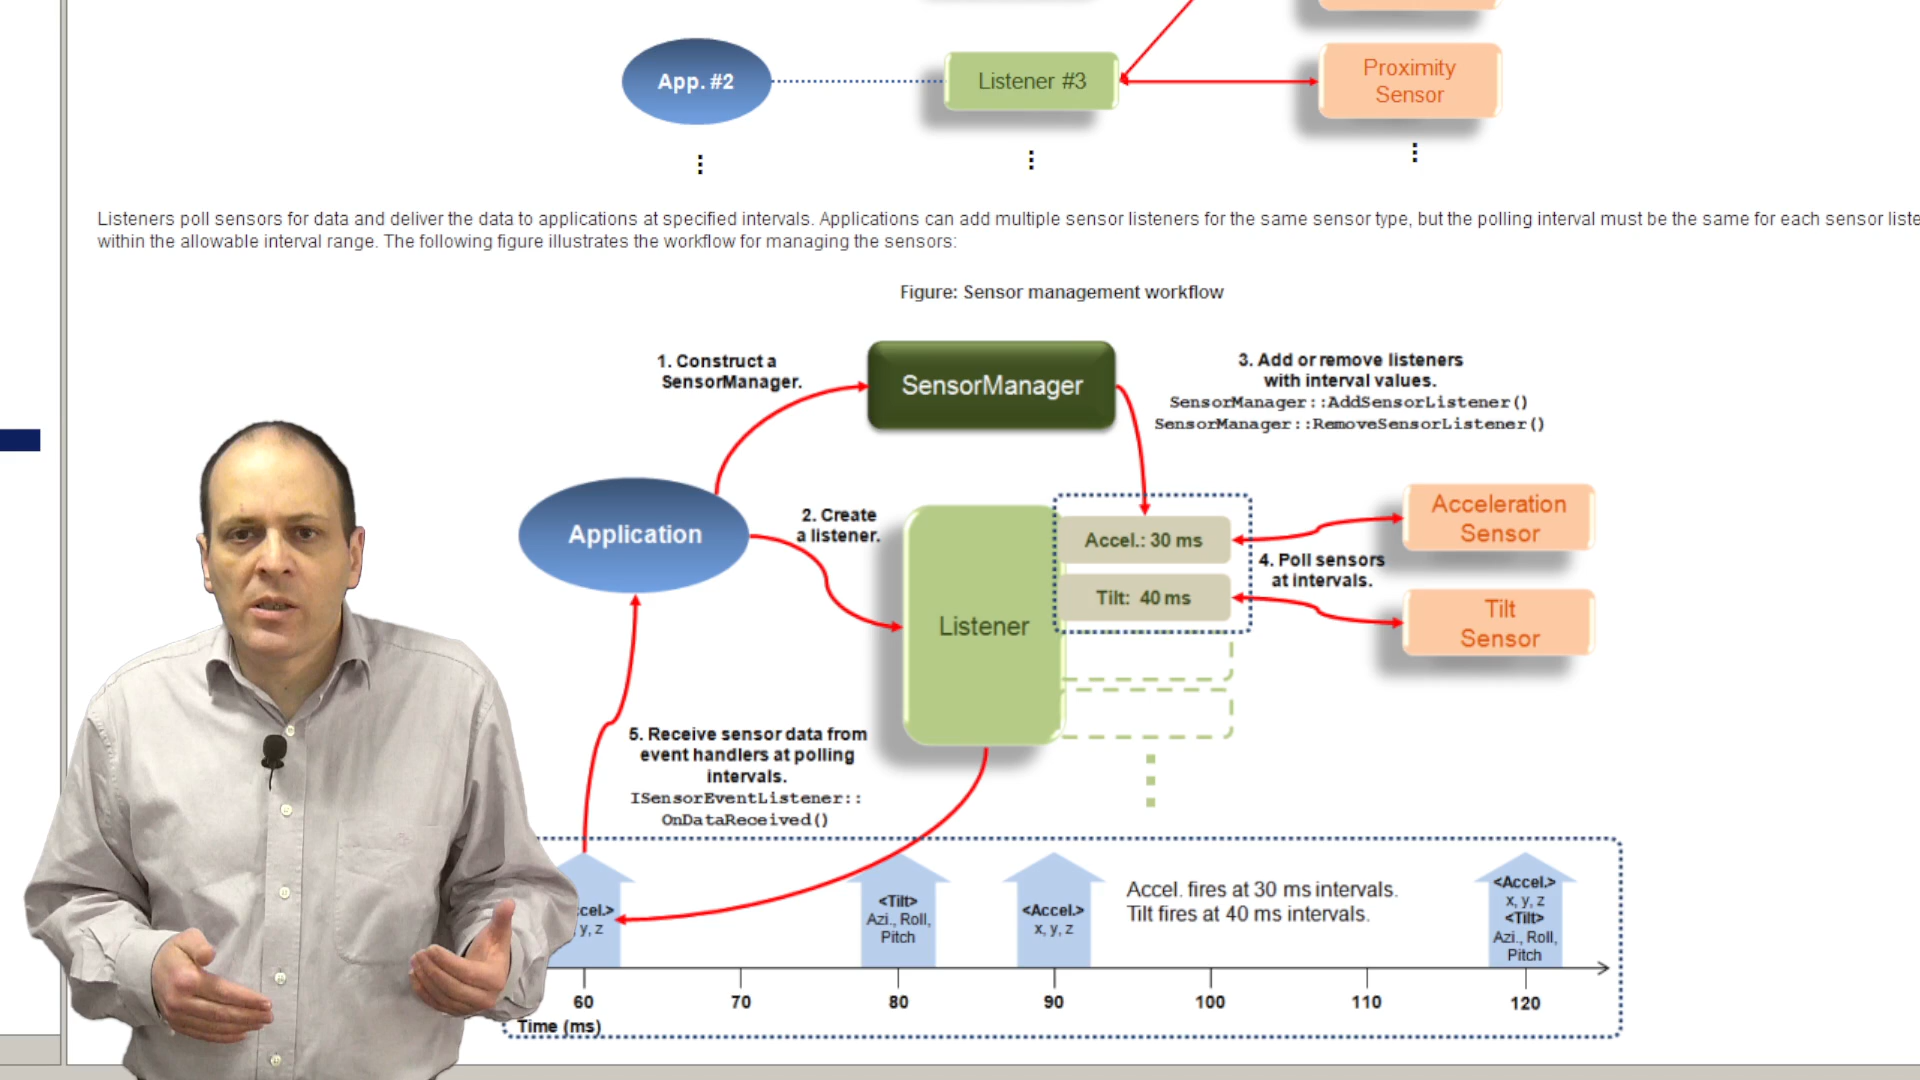 App. #2
Listener #3
Proximity
Sensor
Listeners poll sensors for data and deliver the data to applications at specified intervals. Applications can add multiple sensor listeners for the same sensor type, but the polling interval must be the same for each sensor liste
within the allowable interval range. The following figure illustrates the workflow for managing the sensors:
Figure: Sensor management workflow
1. Construct a
SensorManager.
SensorManager
3. Add or remove listeners
with interval values.
SensorManager::AddSensorListener()
SensorManager::RemoveSensorListener()
Application
2. Create
a listener.
Listener
Accel.: 30 ms
Tilt: 40 ms
4. Poll sensors
at intervals.
Acceleration
Sensor
Tilt
Sensor
5. Receive sensor data from
event handlers at polling
intervals.
ISensorEventListener::
OnDataReceived()
ccel.>
y, z
<Tilt>
Azi., Roll,
Pitch
<Accel.>
x, y, z
Accel. fires at 30 ms intervals.
Tilt fires at 40 ms intervals.
<Accel.>
x, y, z
<Tilt>
Azi., Roll,
Pitch
60 70 80 90 100 110 120
Time (ms)